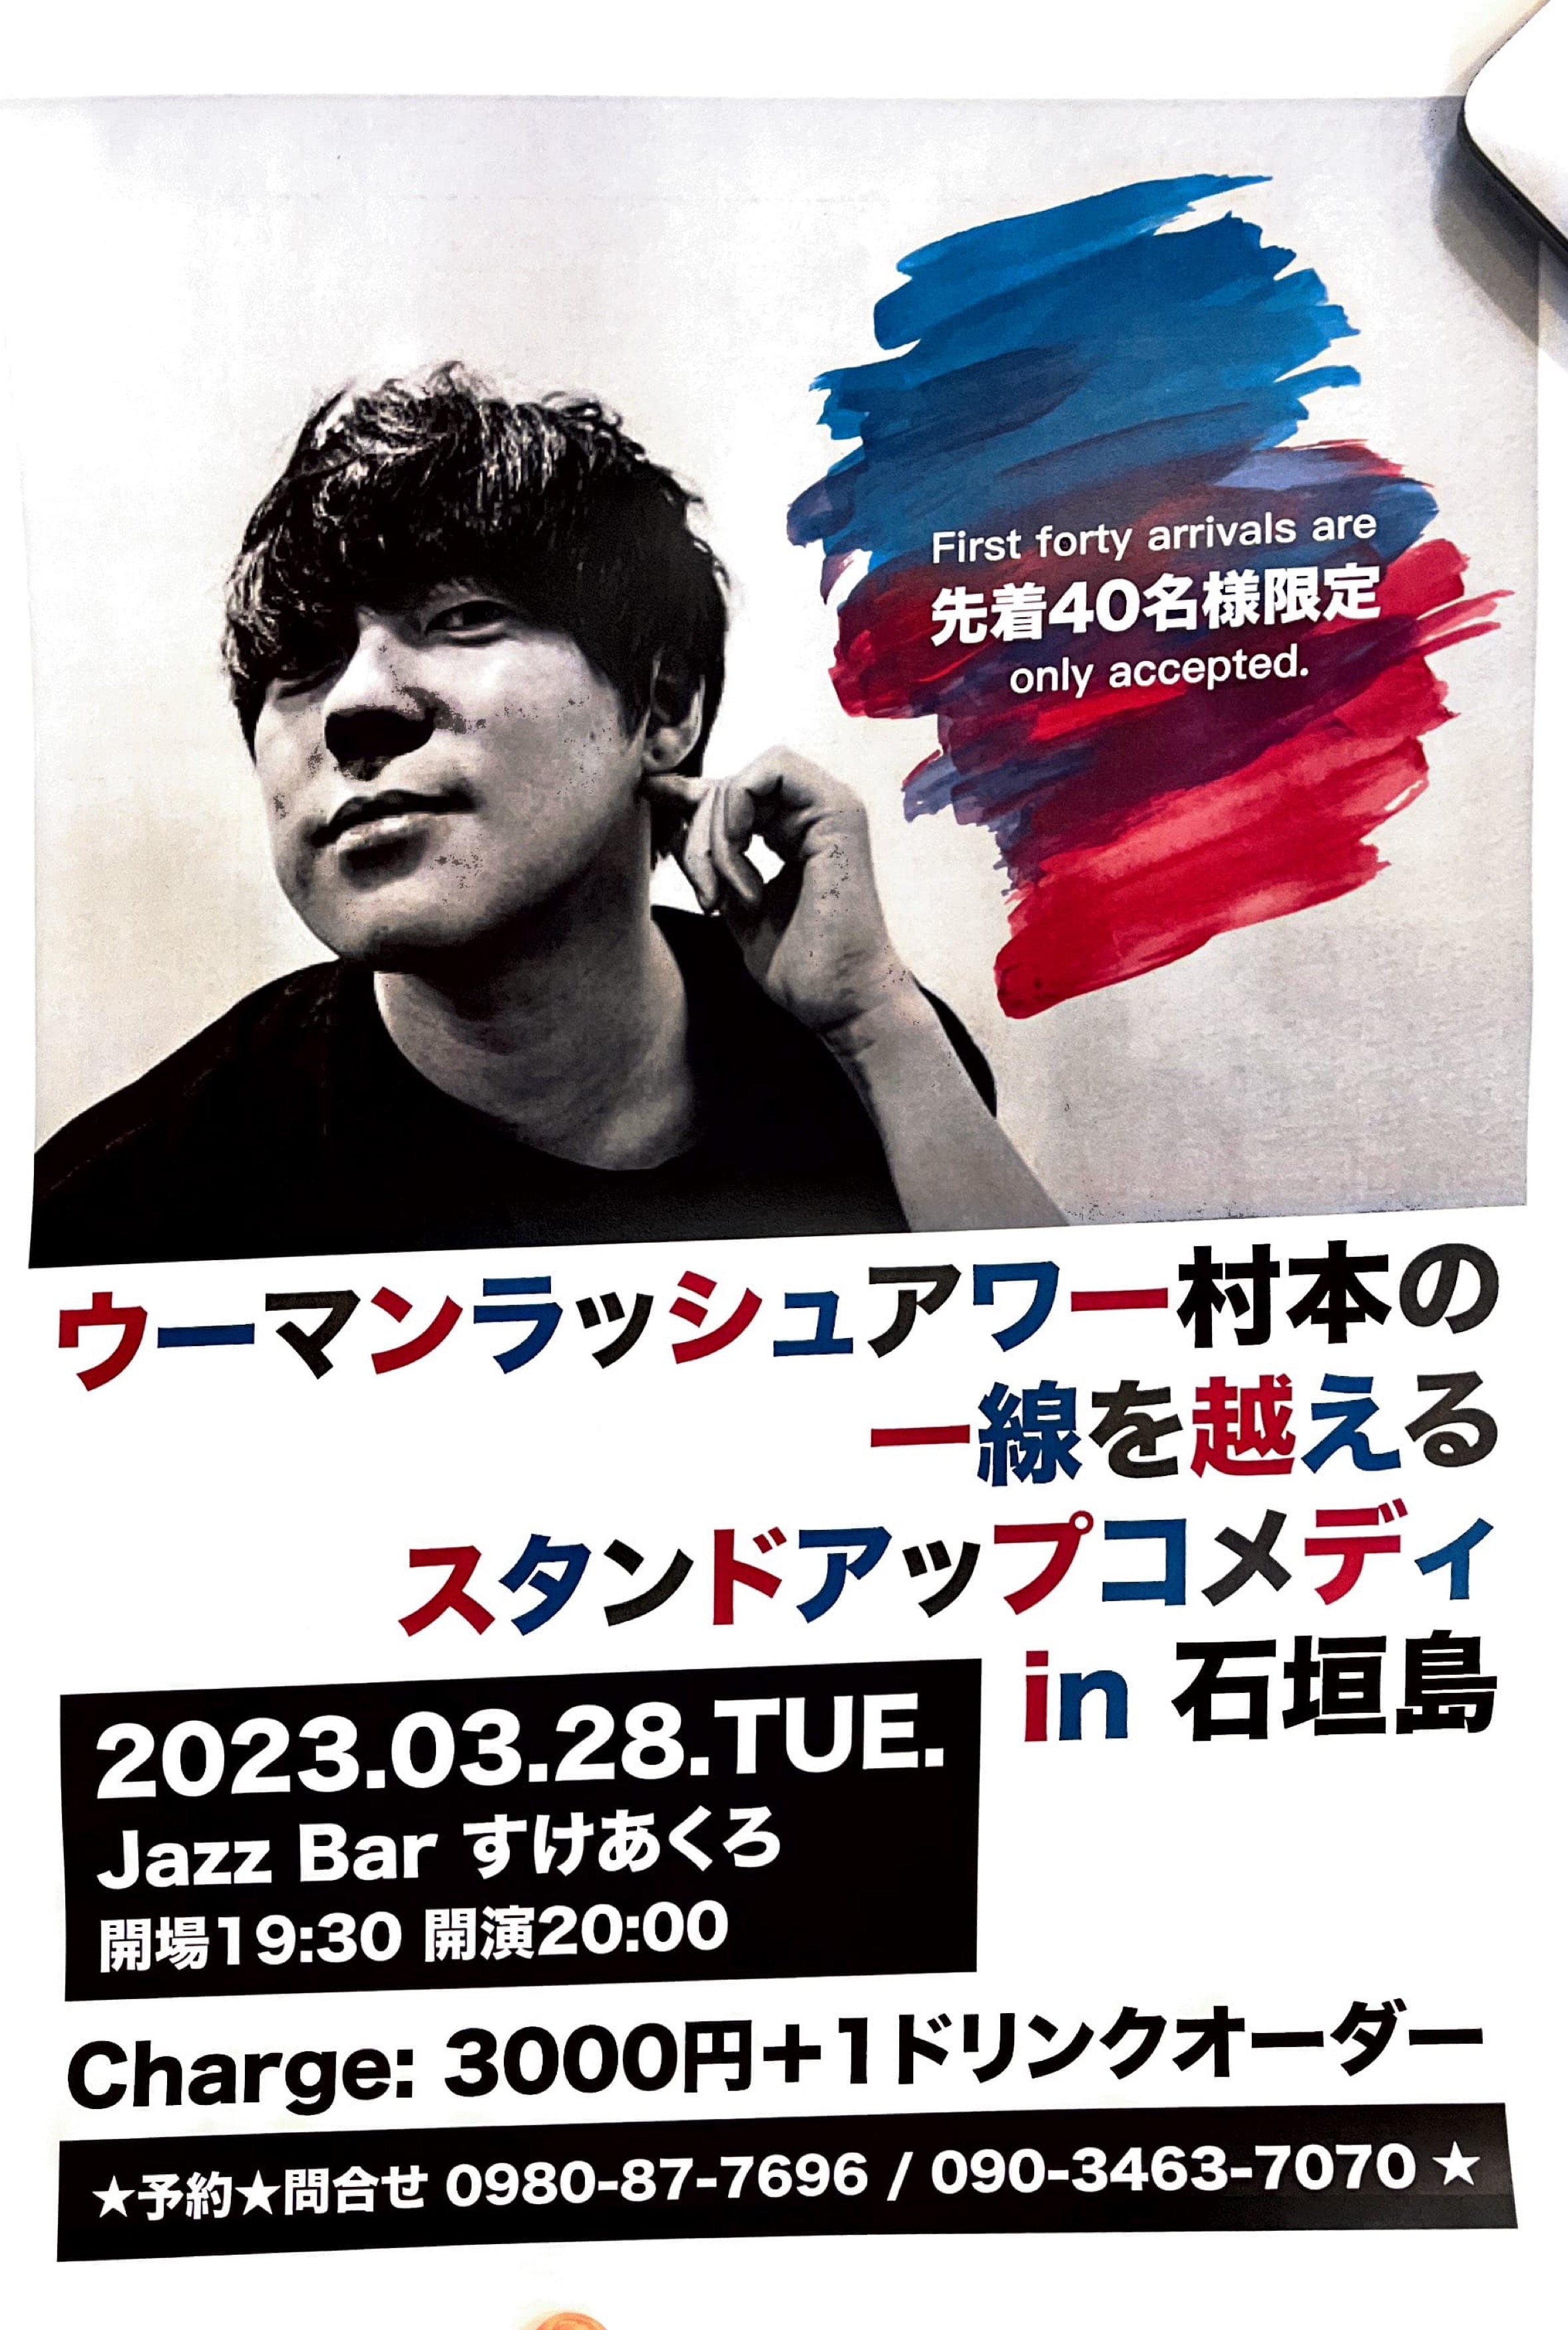 First forty arrivals are
先着40名様限定
only accepted.
ウーマンラッシュアワー村本の
一線を越える
スタンドアップコメディ
in 石垣島
2023.03.28.TUE.
Jazz Bar すけあくろ
開場19:30 開演20:00
Charge: 3000円＋1ドリンクオーダー
★予約★問合せ 0980-87-7696 / 090-3463-7070 ★